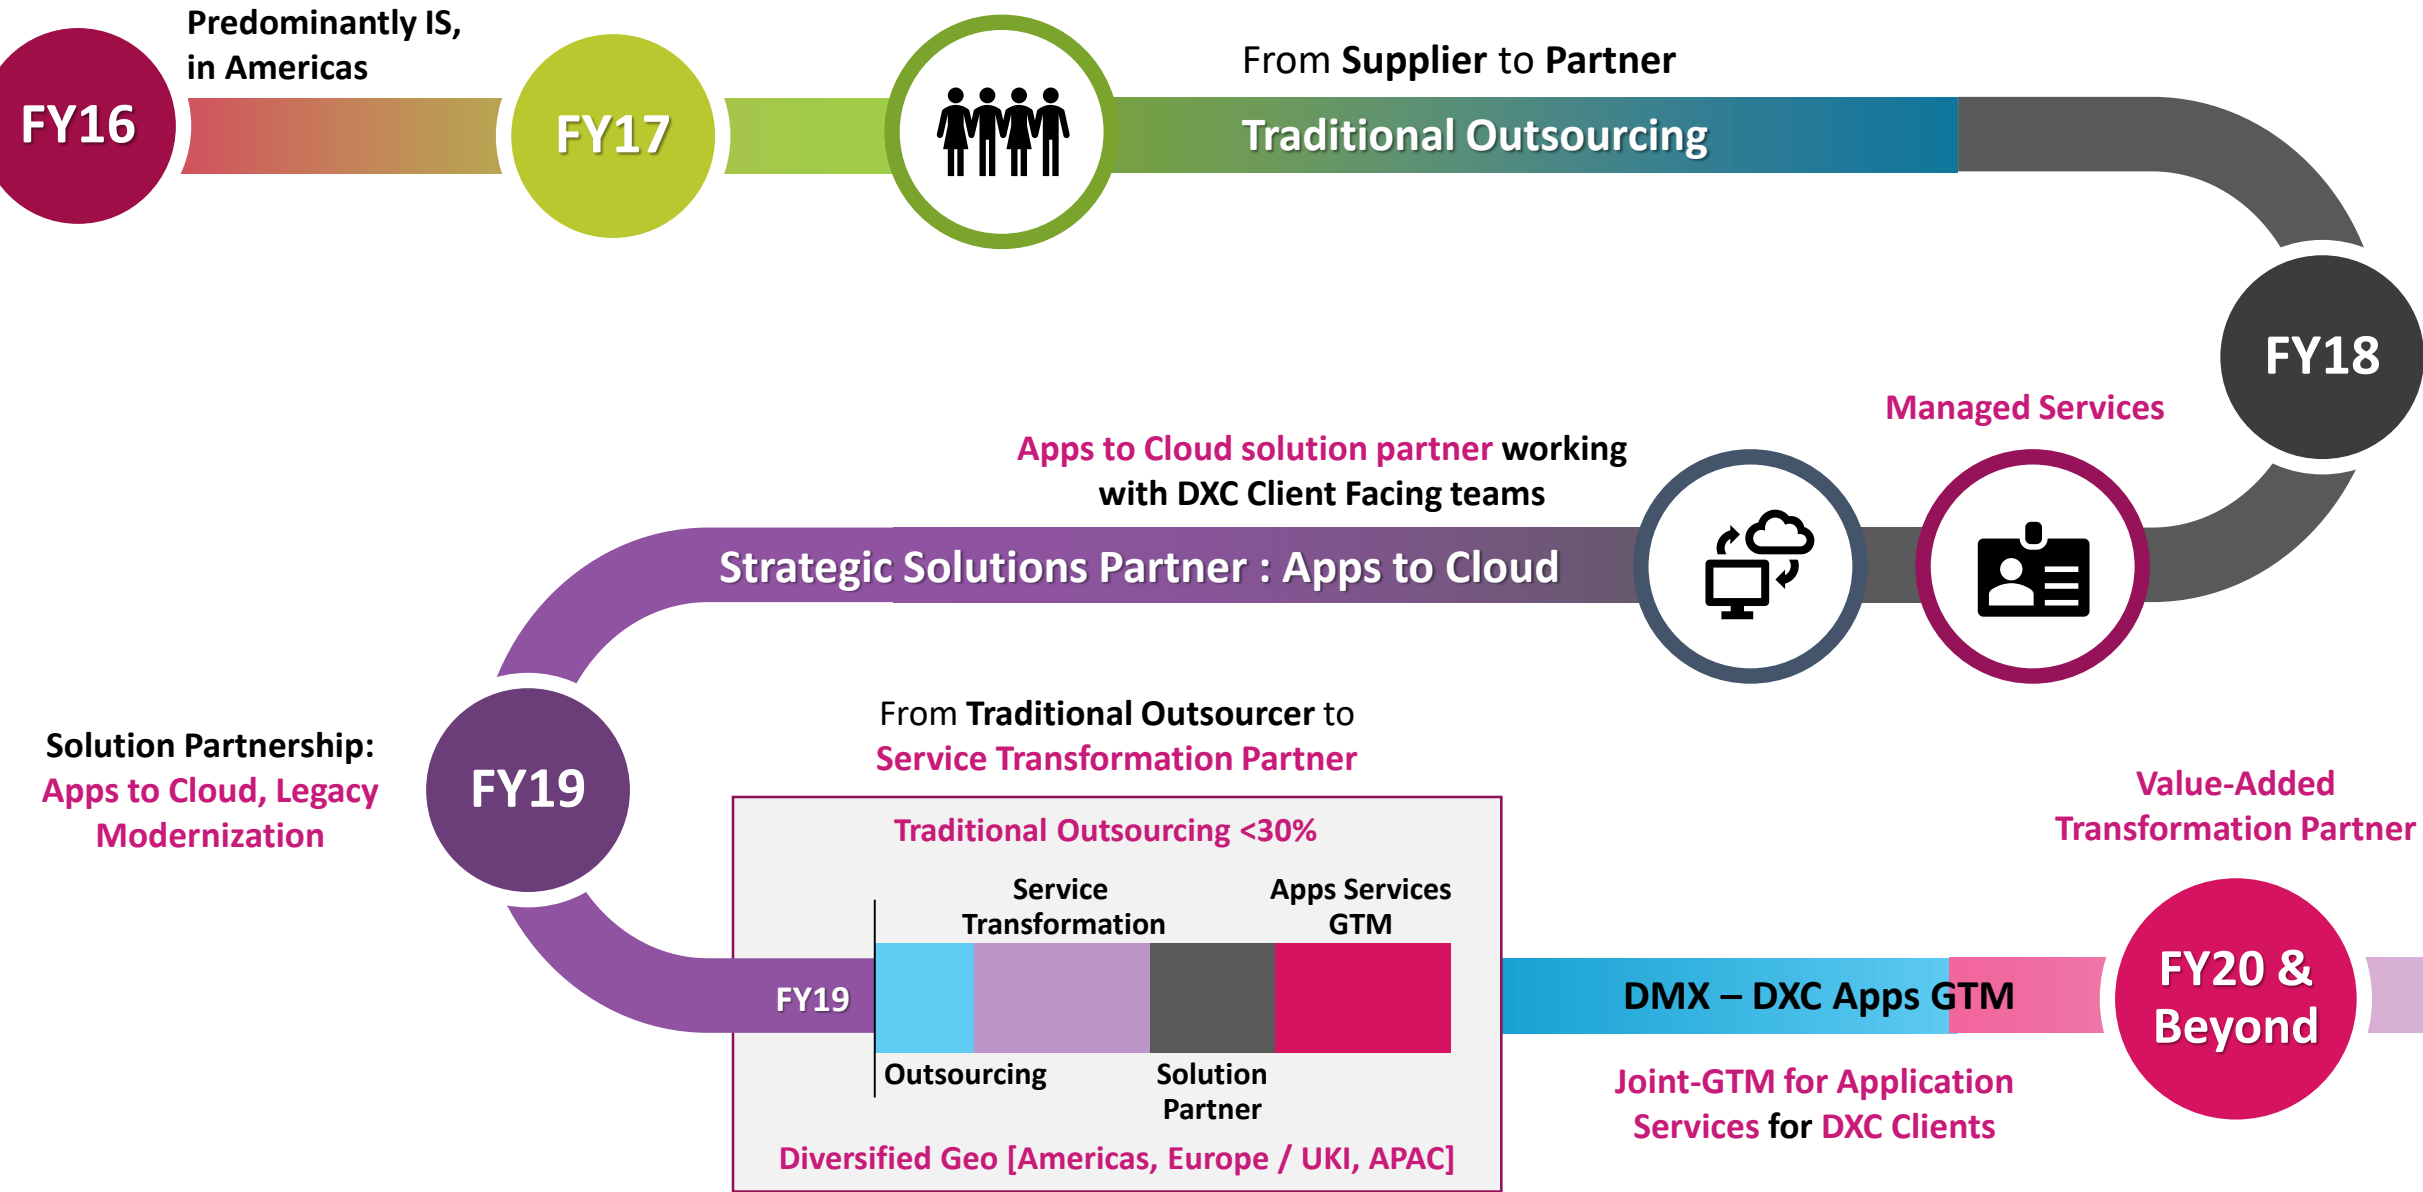 Predominantly IS,
in Americas
FY16
FY17
From Supplier to Partner
Traditional Outsourcing
FY18
Managed Services
Apps to Cloud solution partner working
with DXC Client Facing teams
Strategic Solutions Partner : Apps to Cloud
Solution Partnership:
Apps to Cloud, Legacy
Modernization
FY19
From Traditional Outsourcer to
Service Transformation Partner
Traditional Outsourcing <30%
Service
Transformation
Apps Services
GTM
FY19
Outsourcing
Solution
Partner
Diversified Geo [Americas, Europe / UKI, APAC]
DMX – DXC Apps GTM
Joint-GTM for Application
Services for DXC Clients
Value-Added
Transformation Partner
FY20 &
Beyond